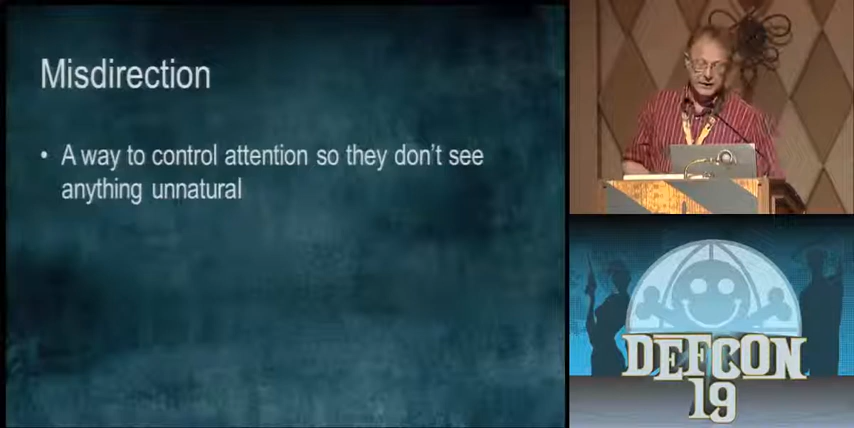 Misdirection
• A way to control attention so they don't see
anything unnatural
DEFCON
19